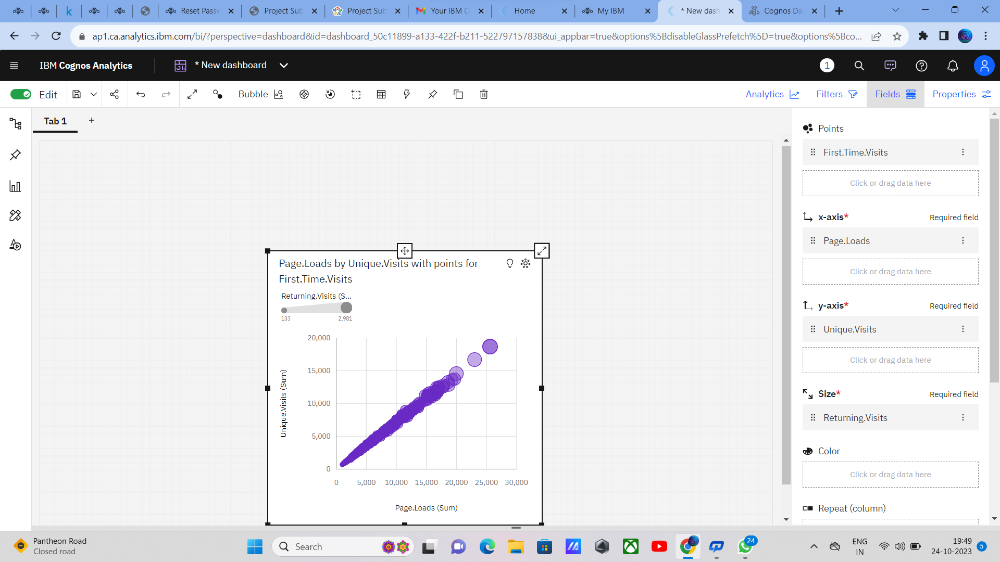 Reset Passw
Project Sub
Project Sub
Your IBM C
Home
My IBM
* New dash
Cognos Da
ap1.ca.analytics.ibm.com/bi/?perspective=dashboard&id=dashboard_50c11899-a133-422f-b211-522797157838&ui_appbar=true&options%5BdisableGlassPrefetch%5D=true&options%5Bco...
IBM Cognos Analytics
* New dashboard
1
Edit
Bubble
Analytics
Filters
Fields
Properties
Tab 1
Page.Loads by Unique.Visits with points for
First.Time.Visits
Returning.Visits (S...
133
2,981
20,000
15,000
10,000
5,000
0
Unique.Visits (Sum)
0
5,000
10,000
15,000
20,000
25,000
30,000
Page.Loads (Sum)
Points
First.Time.Visits
Click or drag data here
x-axis*
Required field
Page.Loads
Click or drag data here
y-axis*
Required field
Unique.Visits
Click or drag data here
Size*
Required field
Returning.Visits
Color
Click or drag data here
Repeat (column)
Pantheon Road
Closed road
Search
24
ENG
IN
19:49
24-10-2023
5